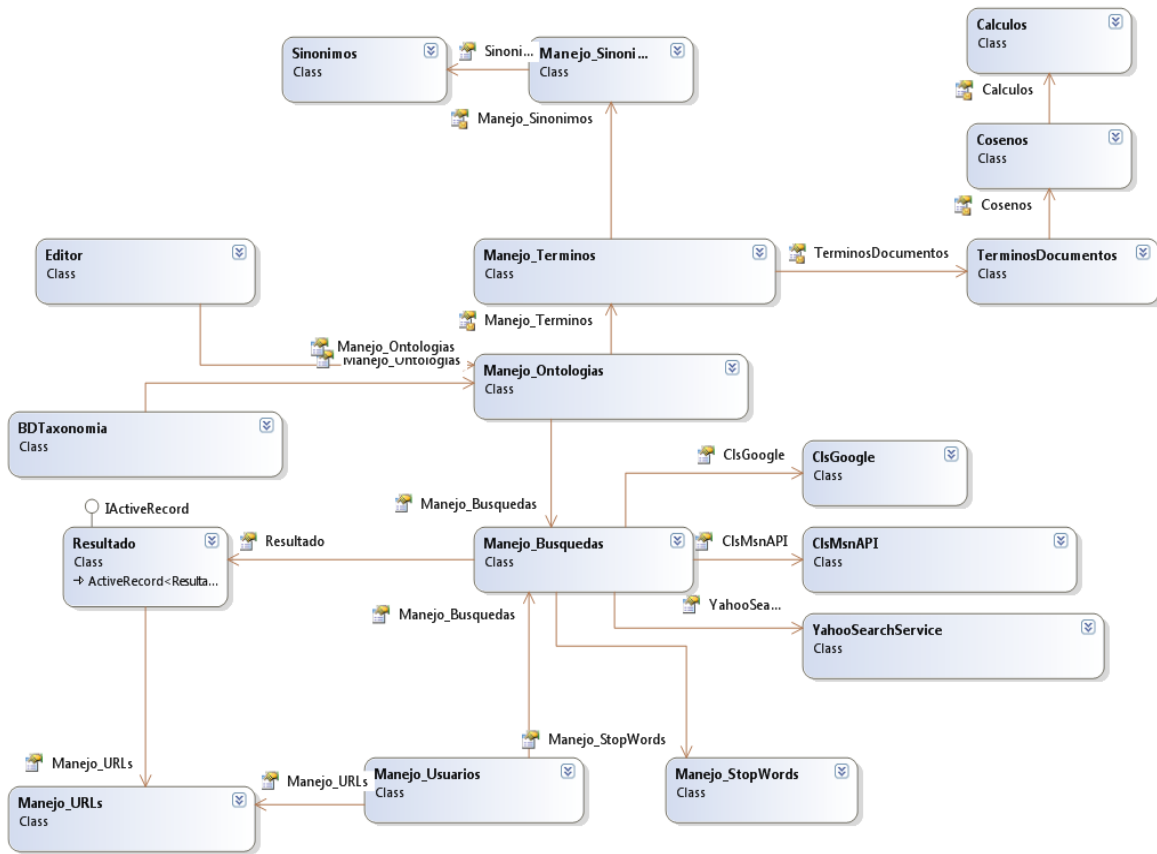 Calculos
Class
Sinonimos
Class
Sinoni...
Manejo_Sinoni ...
Class
Calculos
Manejo_Sinonimos
Cosenos
Class
Cosenos
Editor
Class
Manejo_Terminos
Class
TerminosDocumentos
TerminosDocumentos
Class
Manejo_Terminos
Manejo_Ontologias
Manejo_Ontologias
Manejo_Ontologias
Class
BDTaxonomia
Class
ClsGoogle
ClsGoogle
Class
Manejo_Busquedas
IActiveRecord
Resultado
Class
ActiveRecord<Resulta...
Resultado
Manejo_Busquedas
Class
ClsMsnAPI
ClsMsnAPI
Class
Manejo_Busquedas
YahooSea...
YahooSearchService
Class
Manejo_StopWords
Manejo_URLs
Manejo_URLs
Manejo_Usuarios
Class
Manejo_StopWords
Class
Manejo_URLs
Class